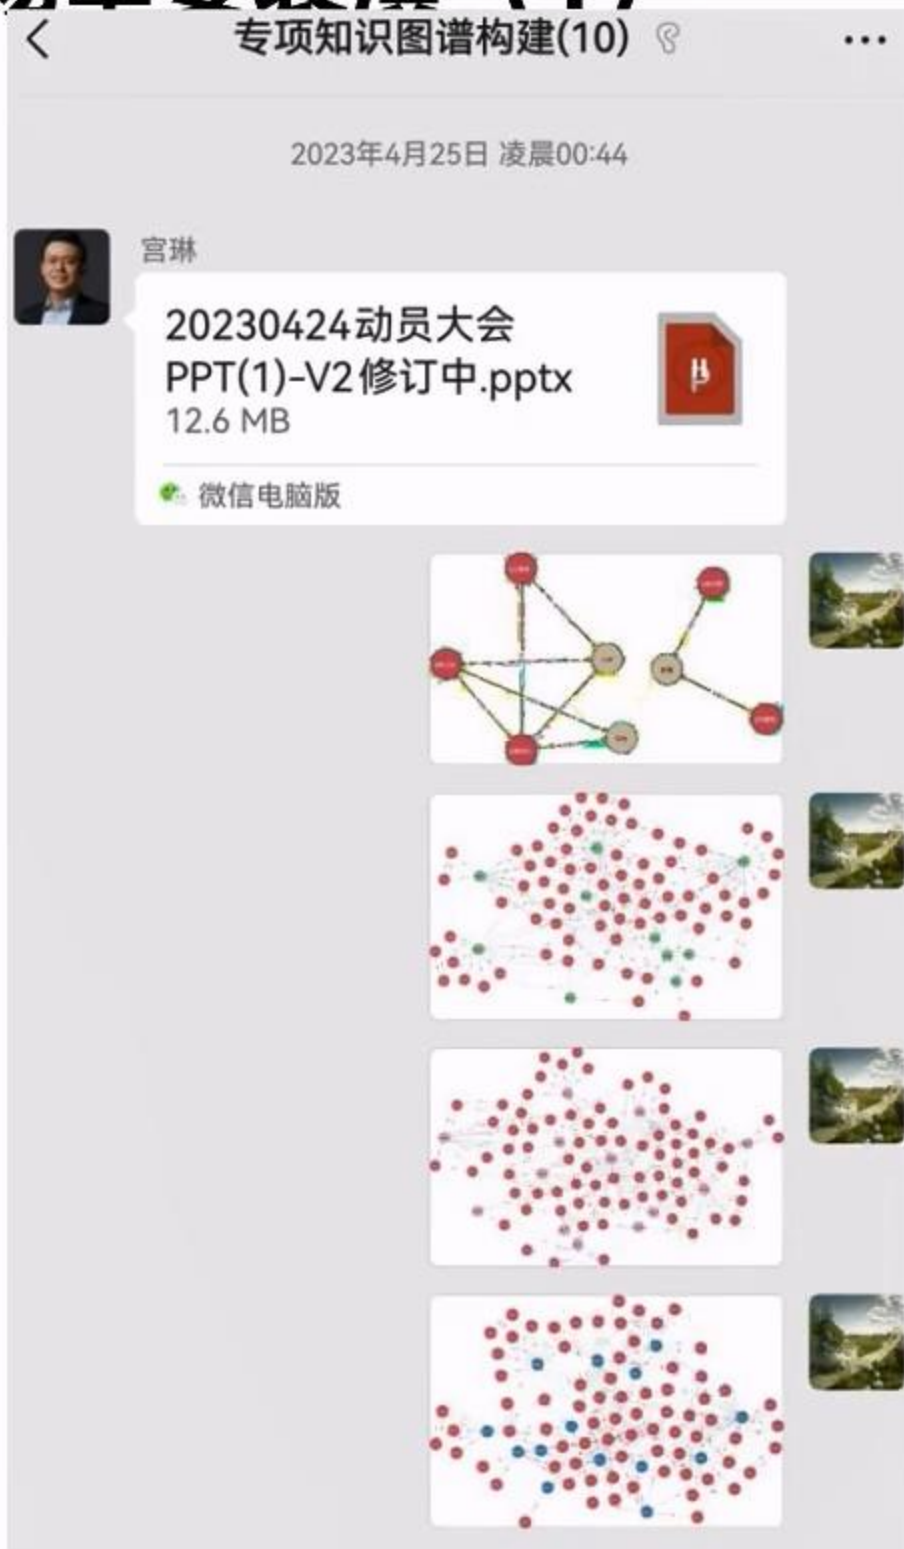 专项知识图谱构建(10)
2023年4月25日 凌晨00:44
宫琳
20230424动员大会
PPT(1)-V2修订中.pptx
12.6 MB
微信电脑版